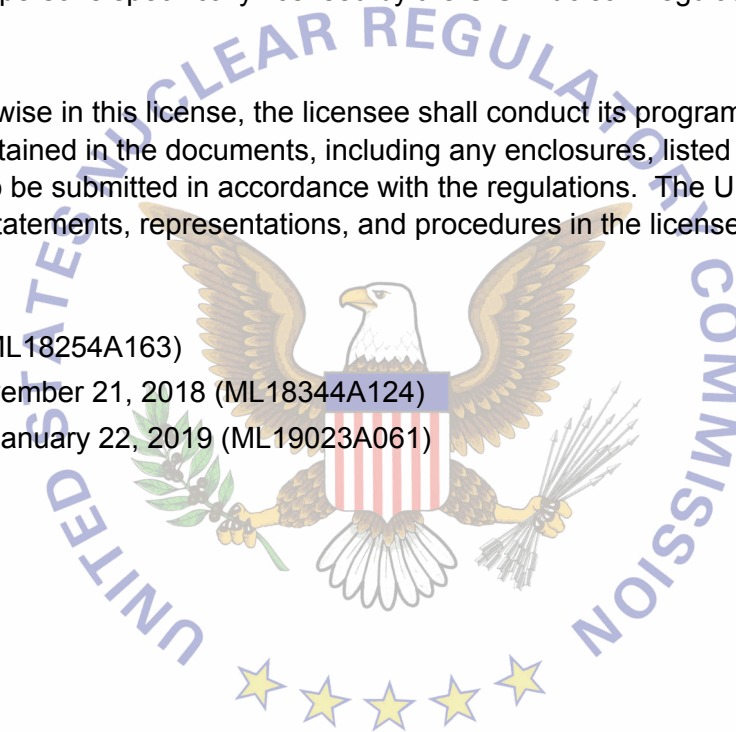 wise in this license, the licensee shall conduct its program
tained in the documents, including any enclosures, listed
o be submitted in accordance with the regulations. The U
tatements, representations, and procedures in the license
ML18254A163)
ember 21, 2018 (ML18344A124)
anuary 22, 2019 (ML19023A061)
UNITED STATES NUCLEAR REGULATORY COMMISSION